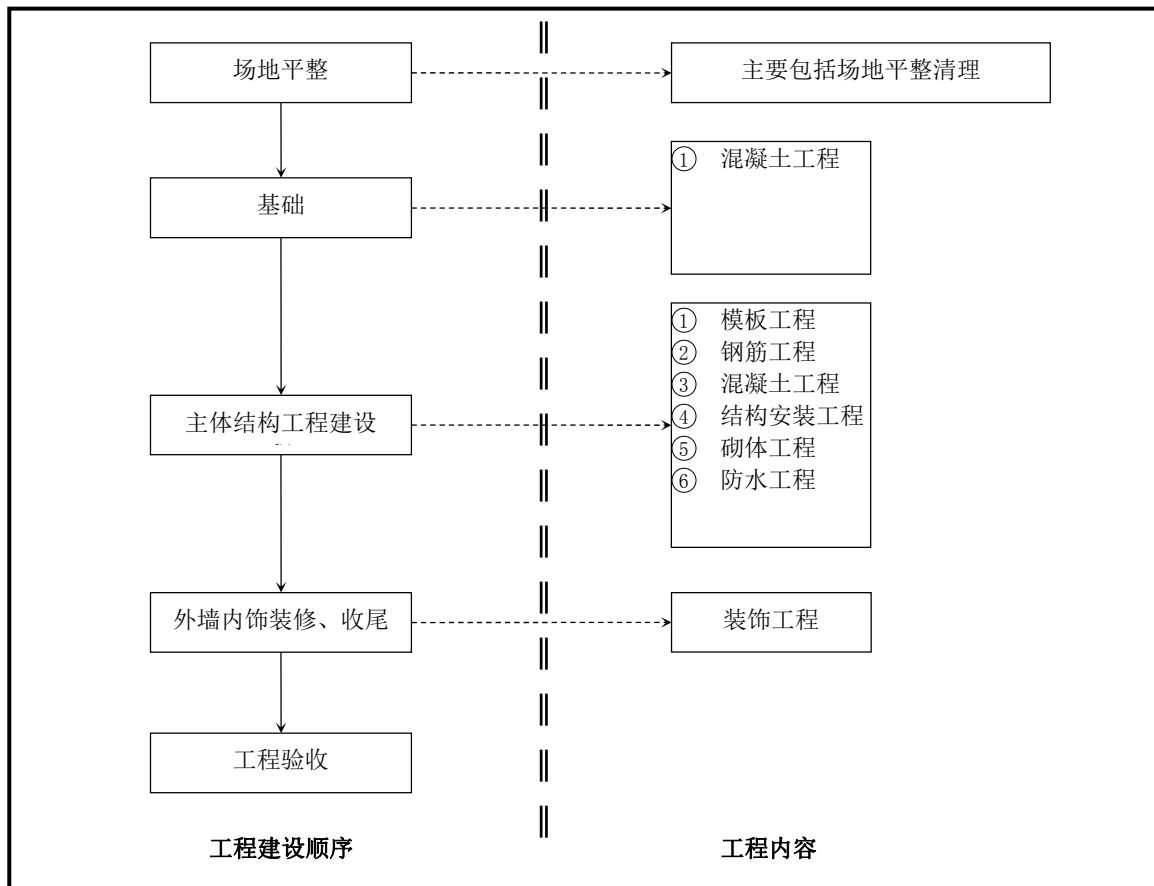 场地平整
主要包括场地平整清理
基础
① 混凝土工程
主体结构工程建设
① 模板工程
② 钢筋工程
③ 混凝土工程
④ 结构安装工程
⑤ 砌体工程
⑥ 防水工程
外墙内饰装修、收尾
装饰工程
工程验收
工程建设顺序
工程内容